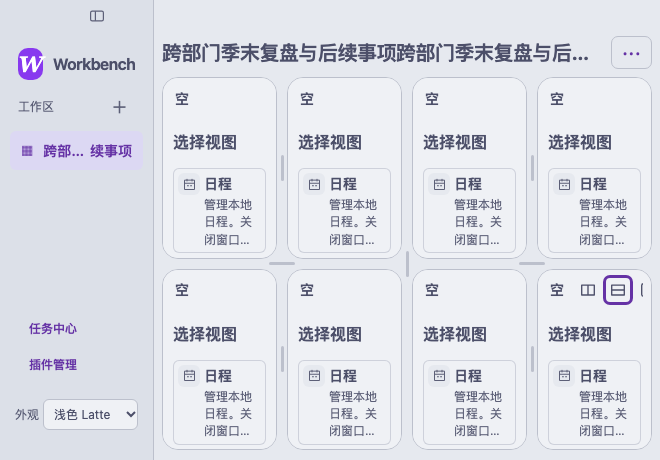 W Workbench
工作区
跨部... 续事项
任务中心
插件管理
外观 浅色 Latte
跨部门季末复盘与后续事项跨部门季末复盘与后...
空
选择视图
日程
管理本地
日程。关
闭窗口...
空
选择视图
日程
管理本地
日程。关
闭窗口...
空
选择视图
日程
管理本地
日程。关
闭窗口...
空
选择视图
日程
管理本地
日程。关
闭窗口...
空
选择视图
日程
管理本地
日程。关
闭窗口...
空
选择视图
日程
管理本地
日程。关
闭窗口...
空
选择视图
日程
管理本地
日程。关
闭窗口...
空
选择视图
日程
管理本地
日程。关
闭窗口...